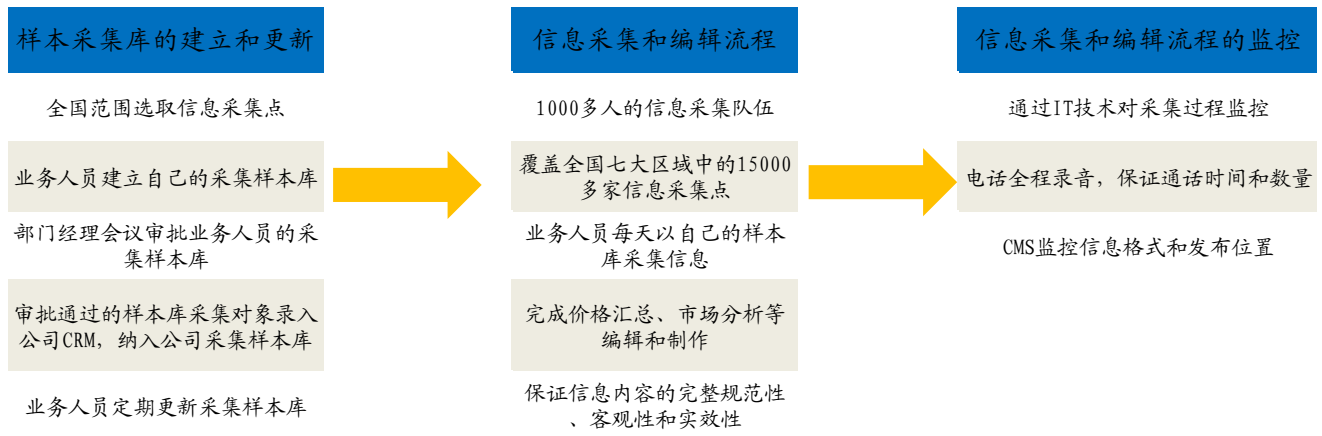 样本采集库的建立和更新
全国范围选取信息采集点
业务人员建立自己的采集样本库
部门经理会议审批业务人员的采
集样本库
审批通过的样本库采集对象录入
公司CRM，纳入公司采集样本库
业务人员定期更新采集样本库
信息采集和编辑流程
1000多人的信息采集队伍
覆盖全国七大区域中的15000
多家信息采集点
业务人员每天以自己的样本
库采集信息
完成价格汇总、市场分析等
编辑和制作
保证信息内容的完整规范性
、客观性和实效性
信息采集和编辑流程的监控
通过IT技术对采集过程监控
电话全程录音，保证通话时间和数量
CMS监控信息格式和发布位置